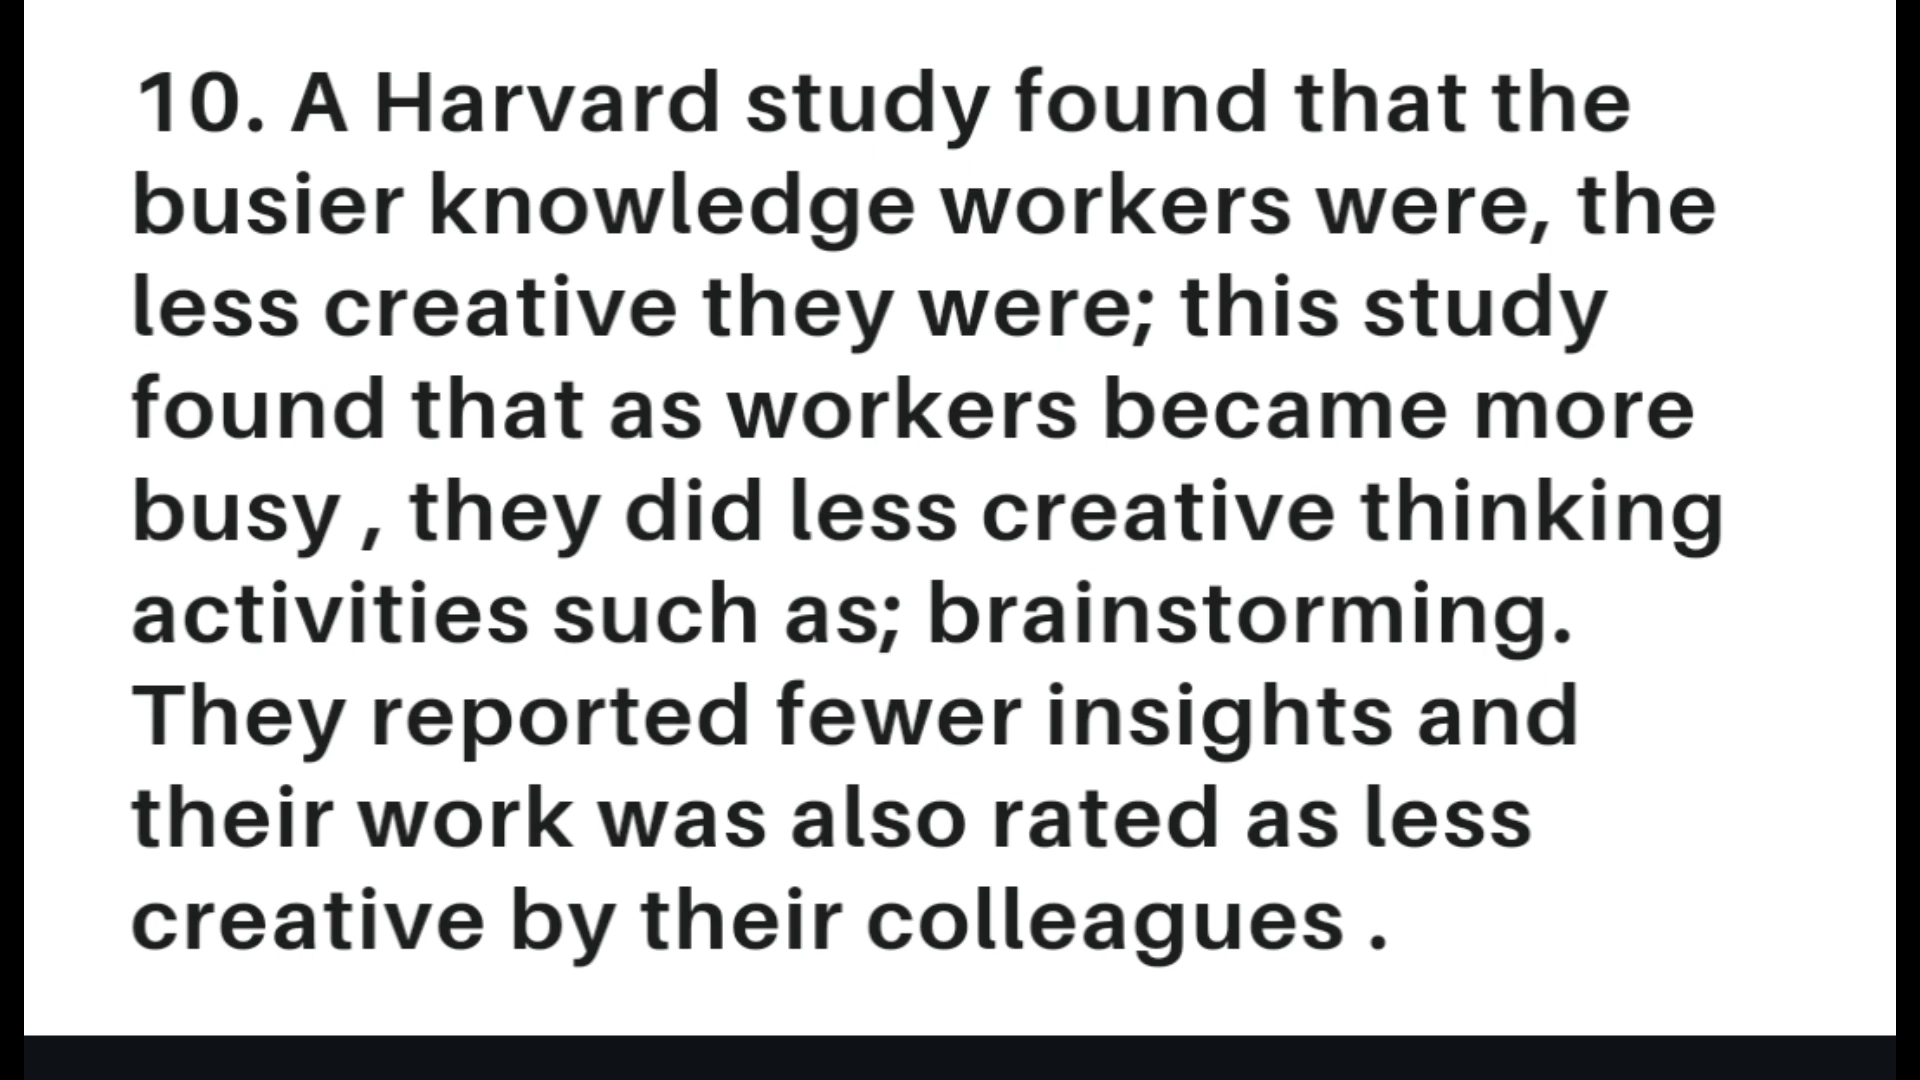 10. A Harvard study found that the
busier knowledge workers were, the
less creative they were; this study
found that as workers became more
busy , they did less creative thinking
activities such as; brainstorming.
They reported fewer insights and
their work was also rated as less
creative by their colleagues .